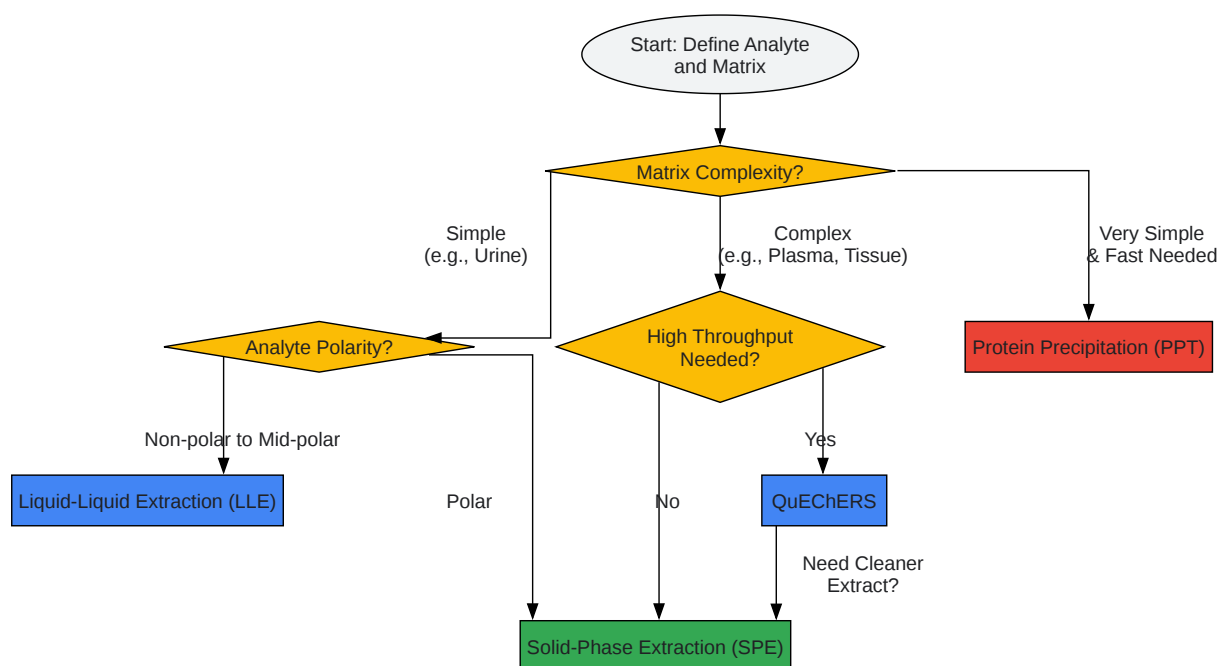 Start: Define Analyte
and Matrix
Matrix Complexity?
Simple
(e.g., Urine)
Complex
(e.g., Plasma, Tissue)
Very Simple
& Fast Needed
Analyte Polarity?
High Throughput
Needed?
Protein Precipitation (PPT)
Non-polar to Mid-polar
Yes
Liquid-Liquid Extraction (LLE)
Polar
No
QuEChERS
Need Cleaner
Extract?
Solid-Phase Extraction (SPE)